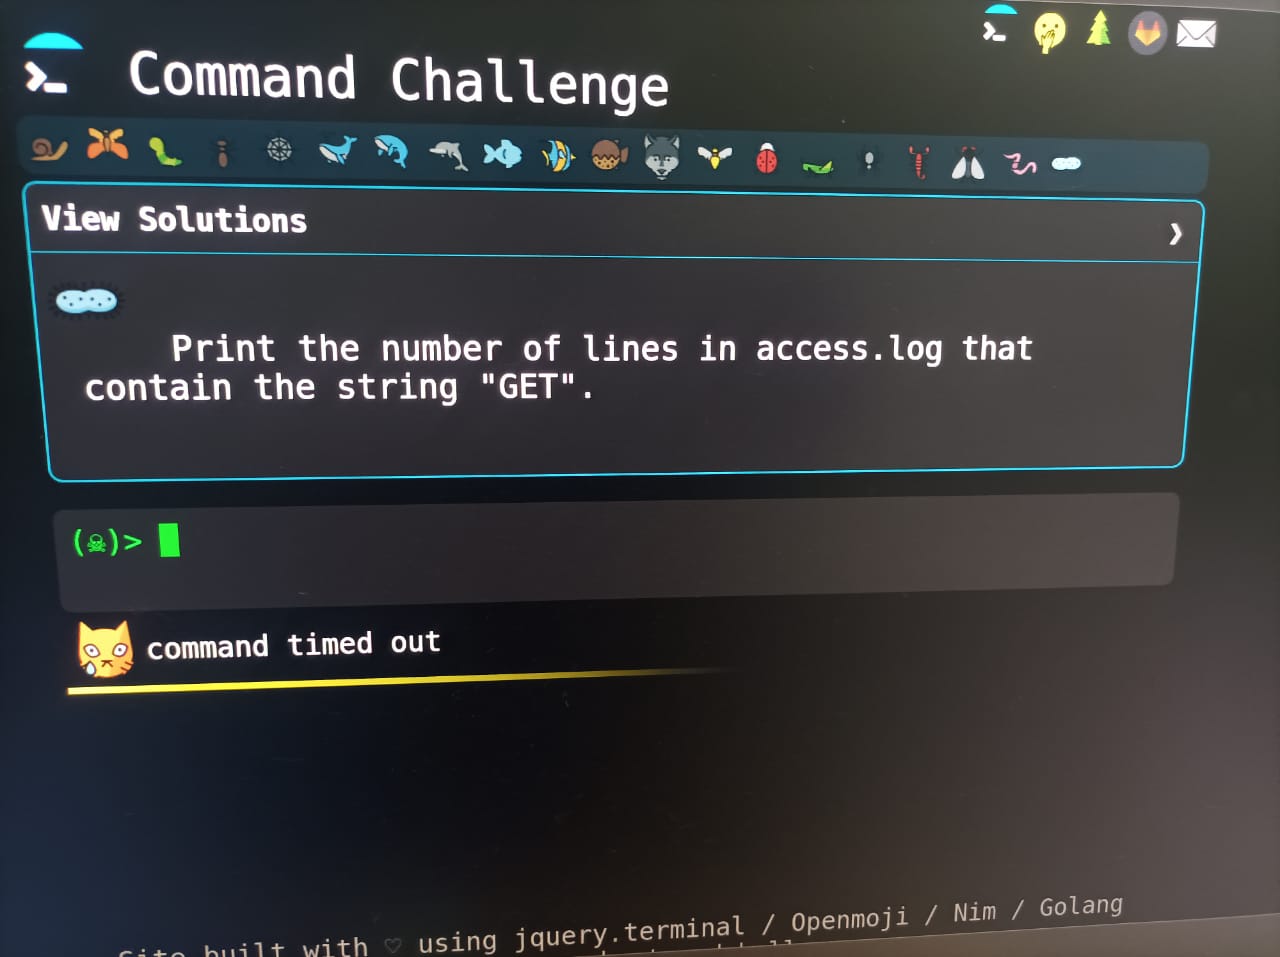 Command Challenge
View Solutions
Print the number of lines in access.log that
contain the string "GET".
(☠)>
command timed out
Site built with ♡ using jquery.terminal / Openmoji / Nim / Golang